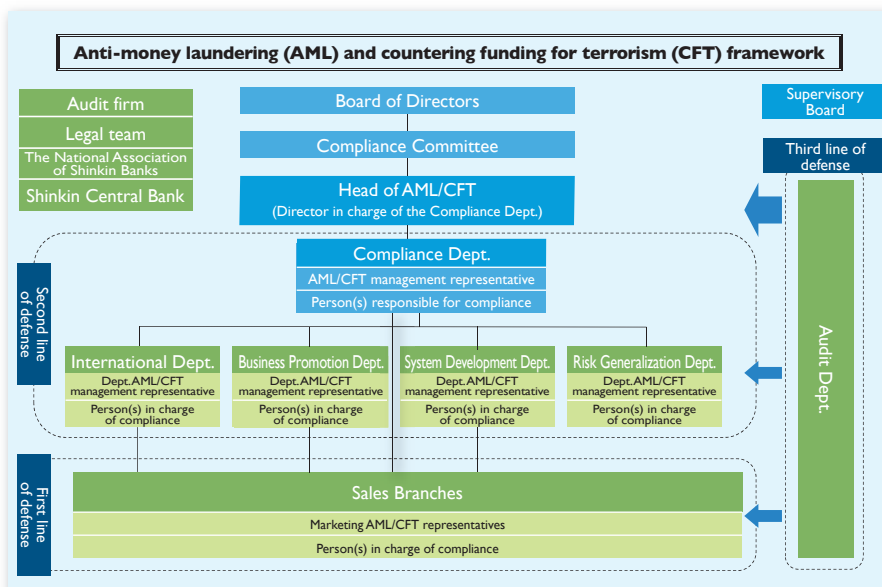 Anti-money laundering (AML) and countering funding for terrorism (CFT) framework
Audit firm
Legal team
The National Association
of Shinkin Banks
Shinkin Central Bank
Board of Directors
Compliance Committee
Head of AML/CFT
(Director in charge of the Compliance Dept.)
Supervisory
Board
Third line of
defense
Audit Dept.
Second line
of defense
Compliance Dept.
AML/CFT management representative
Person(s) responsible for compliance
International Dept.
Dept. AML/CFT
management representative
Person(s) in charge
of compliance
Business Promotion Dept.
Dept. AML/CFT
management representative
Person(s) in charge
of compliance
System Development Dept.
Dept. AML/CFT
management representative
Person(s) in charge
of compliance
Risk Generalization Dept.
Dept. AML/CFT
management representative
Person(s) in charge
of compliance
First line
of defense
Sales Branches
Marketing AML/CFT representatives
Person(s) in charge of compliance